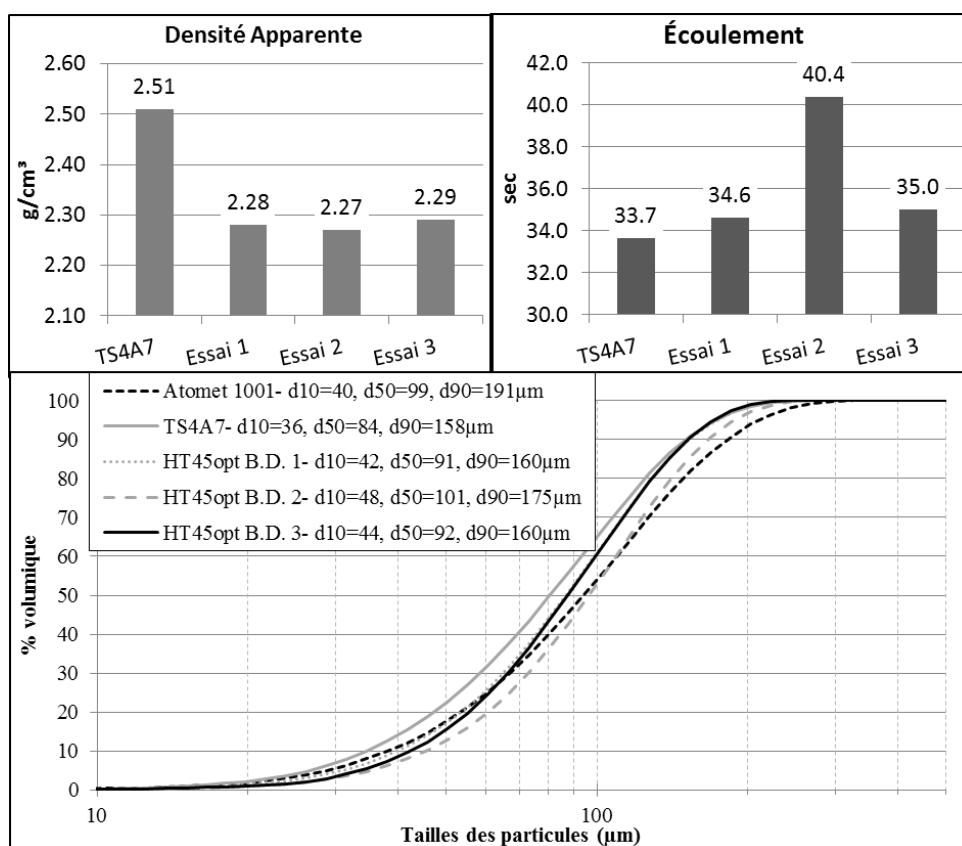 Densité Apparente
2.60
2.50
2.40
2.30
2.20
2.10
g/cm³
2.51
2.28
2.27
2.29
TS4A7
Essai 1
Essai 2
Essai 3
Écoulement
42.0
40.0
38.0
36.0
34.0
32.0
30.0
sec
33.7
34.6
40.4
35.0
TS4A7
Essai 1
Essai 2
Essai 3
Atomet 1001- d10=40, d50=99, d90=191µm
TS4A7- d10=36, d50=84, d90=158µm
HT45opt B.D. 1- d10=42, d50=91, d90=160µm
HT45opt B.D. 2- d10=48, d50=101, d90=175µm
HT45opt B.D. 3- d10=44, d50=92, d90=160µm
100
90
80
70
60
50
40
30
20
10
0
% volumique
10
100
Tailles des particules (µm)